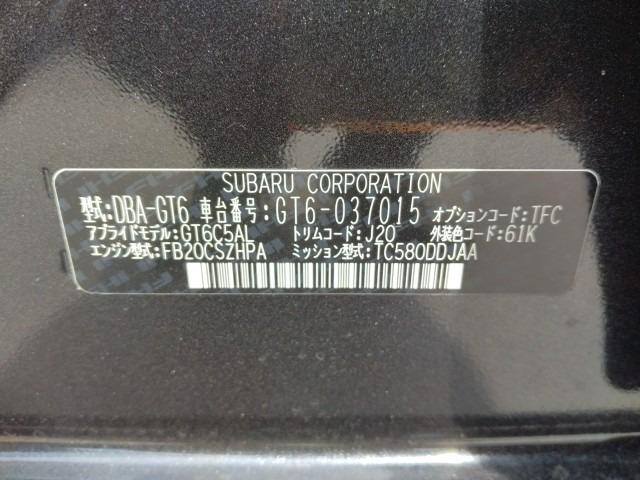 SUBARU CORPORATION
型式:DBA-GT6 車台番号:GT6-037015 オプションコード:TFC
アプライドモデル:GT6C5AL トリムコード:J20 外装色コード:61K
エンジン型式:FB20CSZHPA ミッション型式:TC580DDJAA